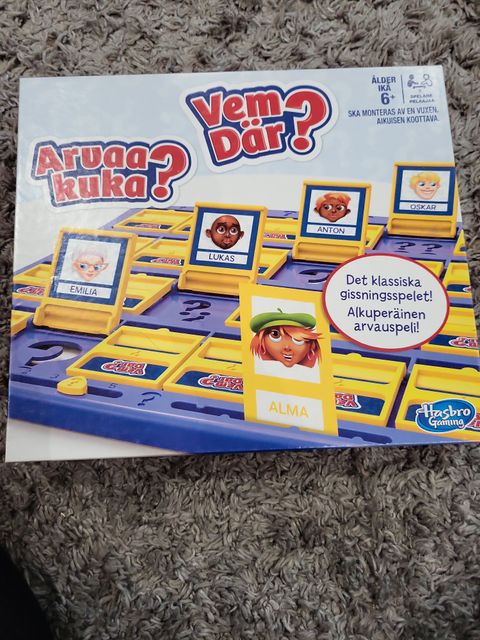 ÅLDER
IKÄ
6+
SPELARE
PELAAJAA
SKA MONTERAS AV EN VUXEN.
AIKUISEN KOOTTAVA.
Vem
Där?
Arvaa
kuka?
OSKAR
ANTON
LUKAS
EMILIA
Det klassiska
gissningsspelet!
Alkuperäinen
arvauspeli!
ALMA
Hasbro
Gaming